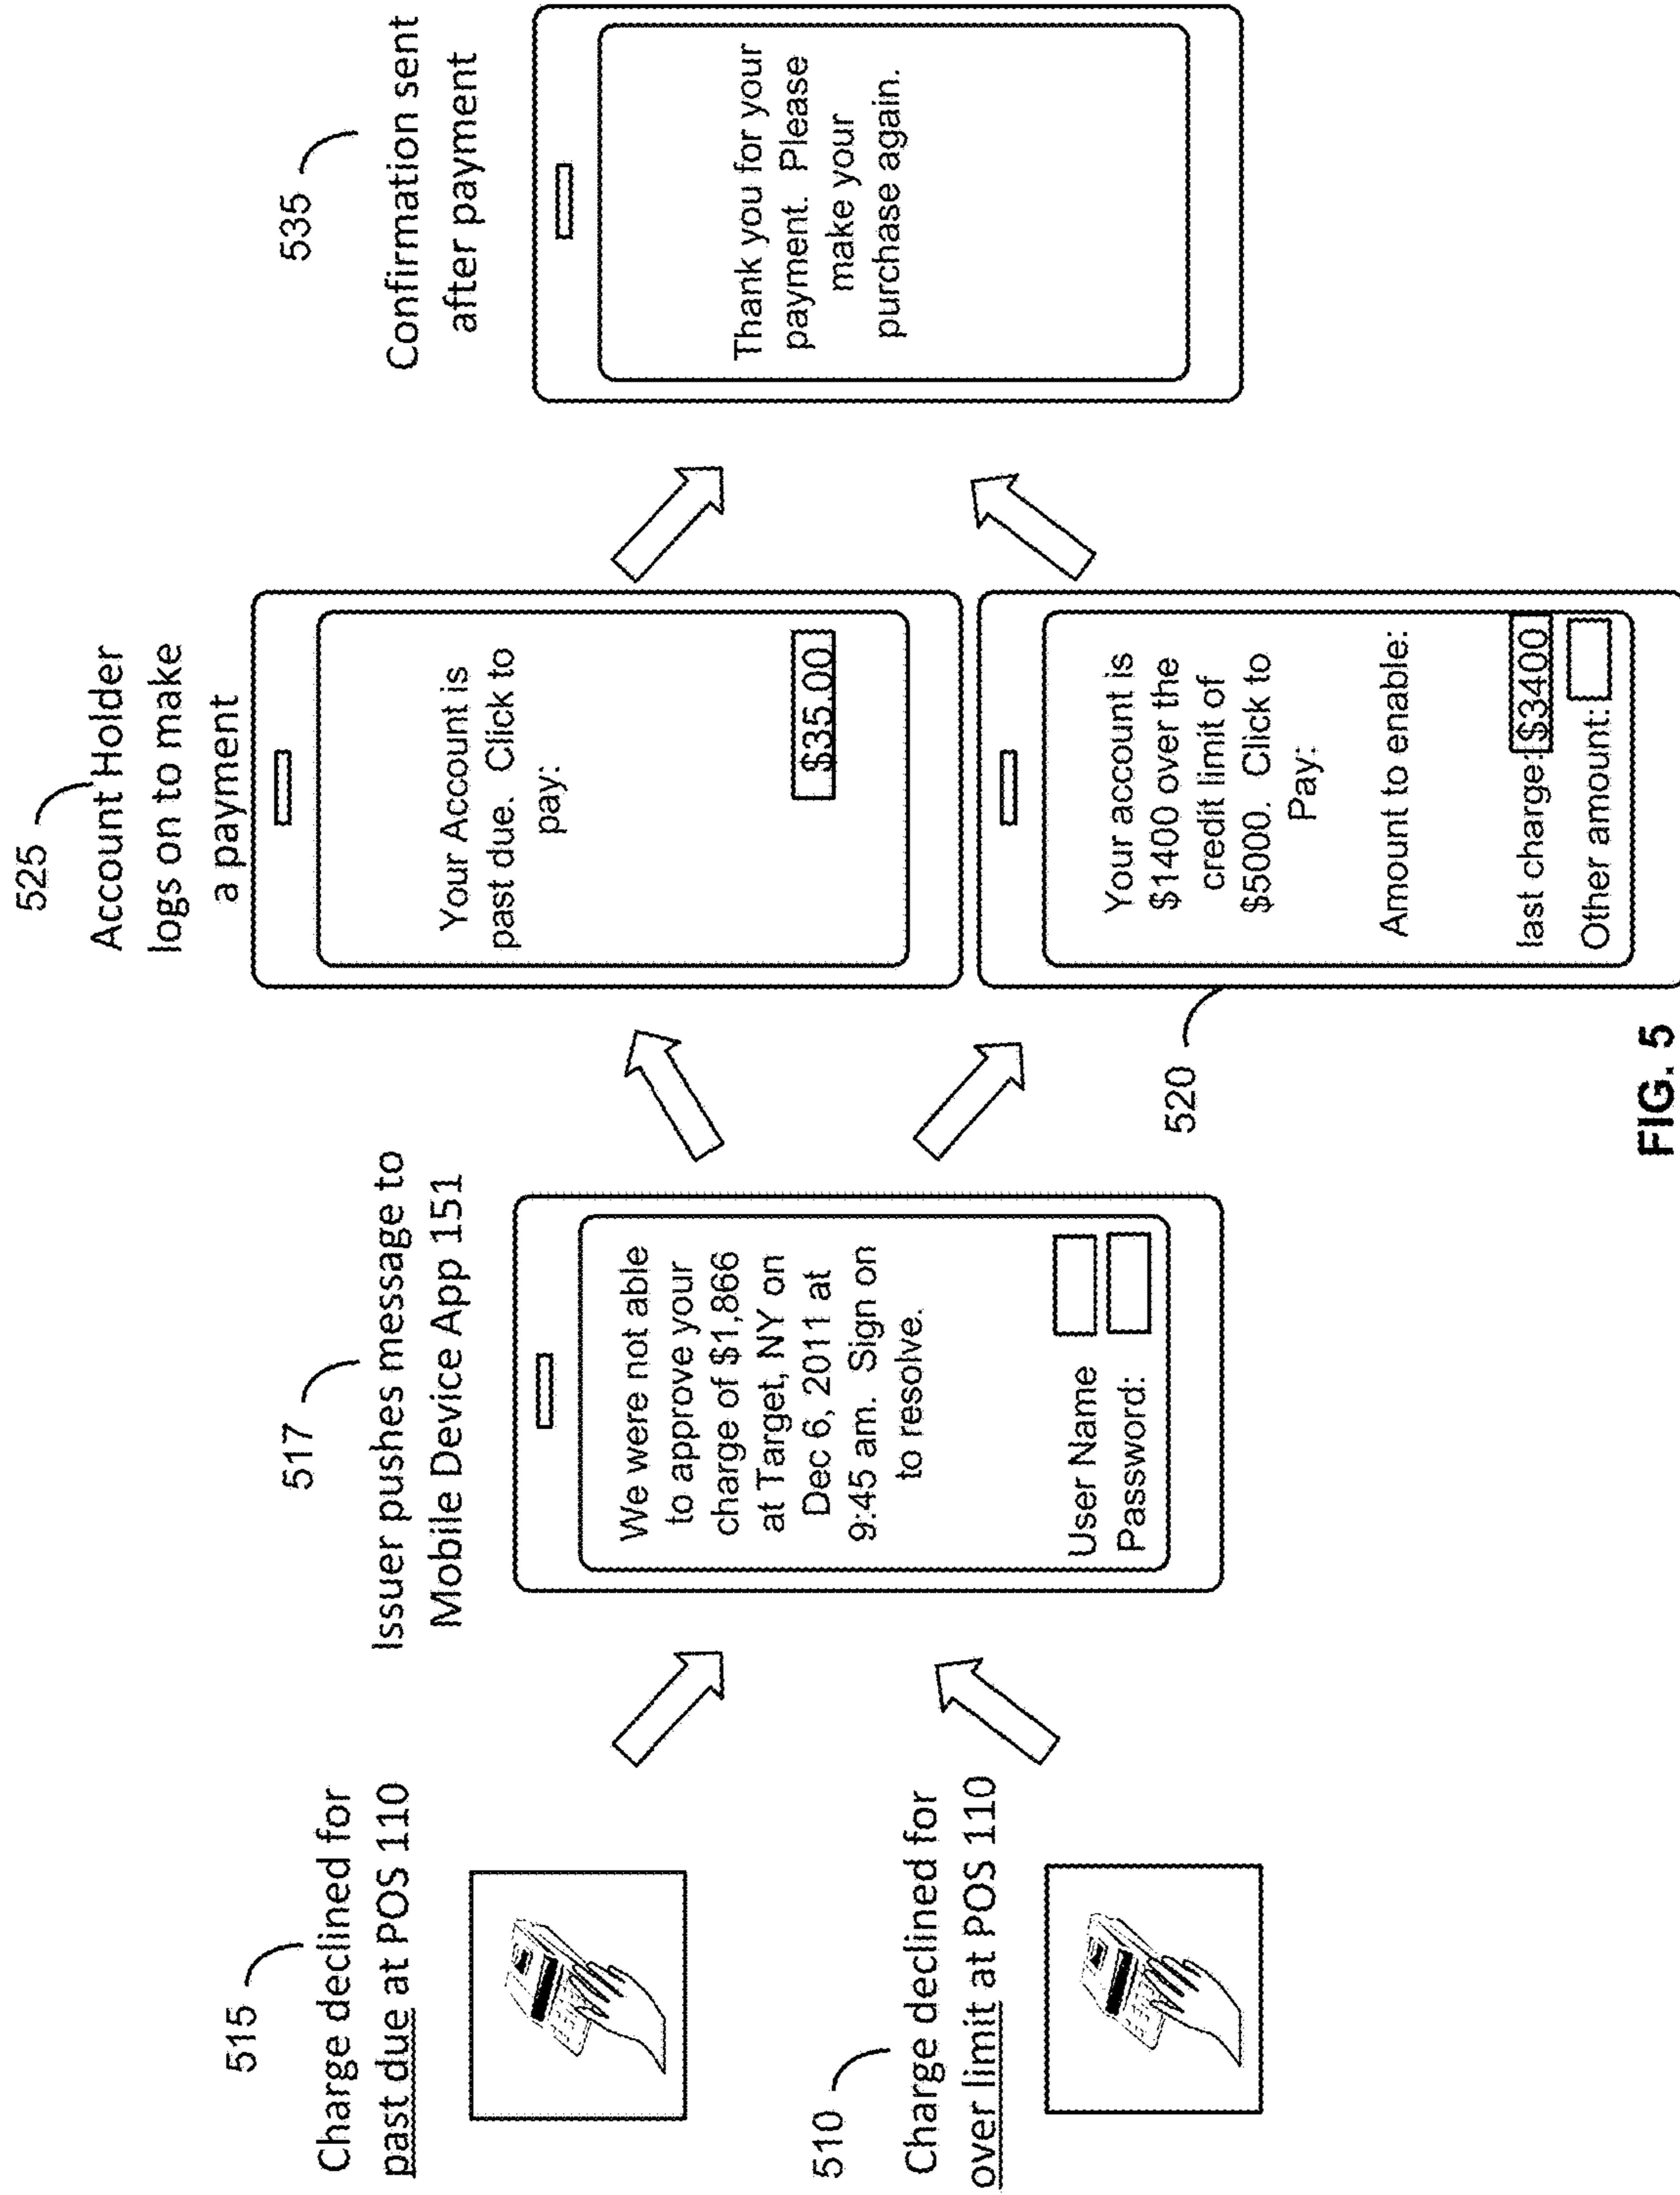 515
Charge declined for
past due at POS 110
510
Charge declined for
over limit at POS 110
517
Issuer pushes message to
Mobile Device App 151
We were not able
to approve your
charge of $1,866
at Target, NY on
Dec 6, 2011 at
9:45 am. Sign on
to resolve.
User Name
Password:
525
Account Holder
logs on to make
a payment
Your Account is
past due. Click to
pay:
$35.00
520
Your account is
$1400 over the
credit limit of
$5000. Click to
Pay:
Amount to enable:
last charge: $3400
Other amount:
535
Confirmation sent
after payment
Thank you for your
payment. Please
make your
purchase again.
FIG. 5